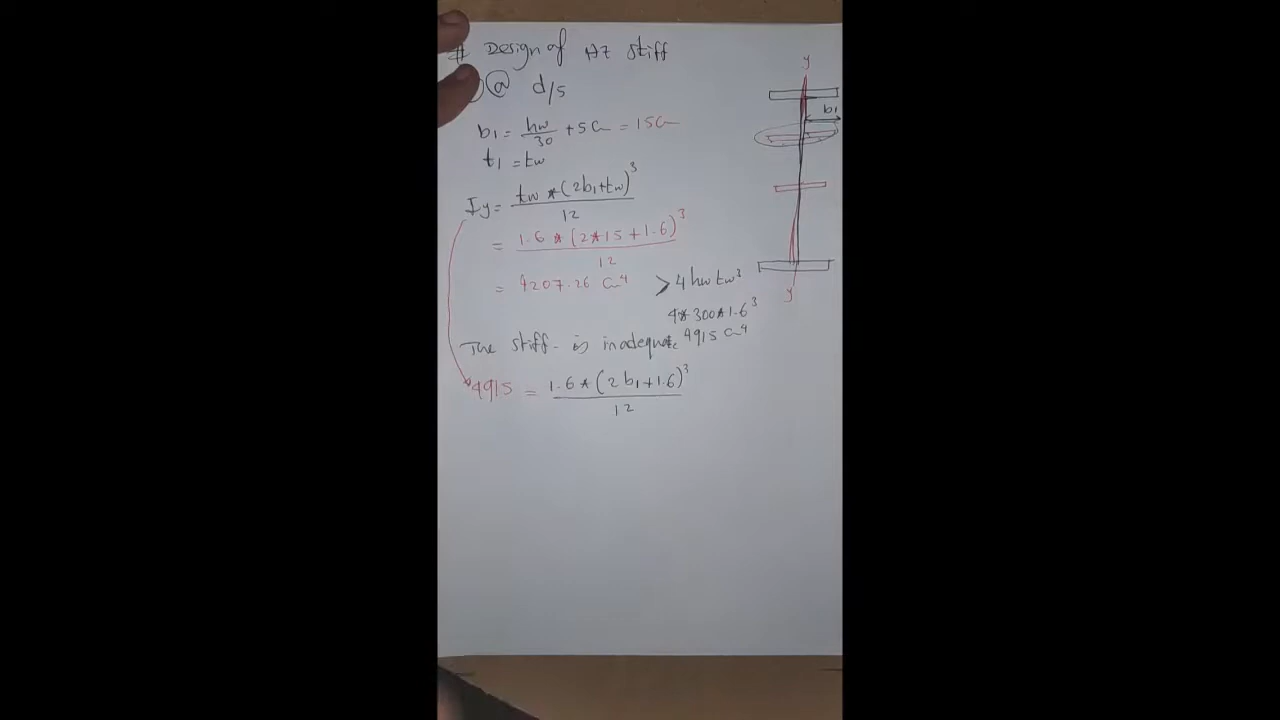 # Design of HZ stiff
@ d/5
b1 = hw/30 + 5cm = 15cm
t1 = tw
Iy = tw*(2b1+tw)^3/12
= 1.6*(2*15+1.6)^3/12
= 4207.26 cm^4 > 4 hw tw^3
4*300*1.6^3
The stiff. is inadequate 4915 cm^4
4915 = 1.6*(2b1+1.6)^3/12
y
b1
y